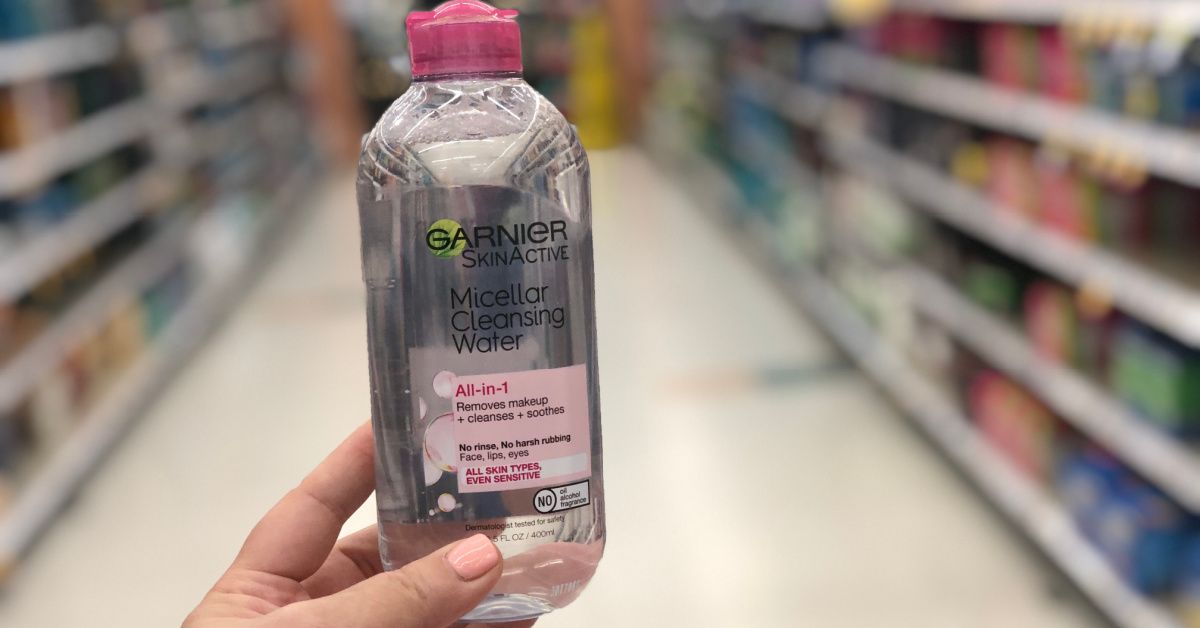 GARNIER
SKINACTIVE
Micellar
Cleansing
Water
All-in-1
Removes makeup
+ cleanses + soothes
No rinse, No harsh rubbing
Face, lips, eyes
ALL SKIN TYPES,
EVEN SENSITIVE
NO
oil
alcohol
fragrance
Dermatologist tested for safety
5 FL OZ / 400ml